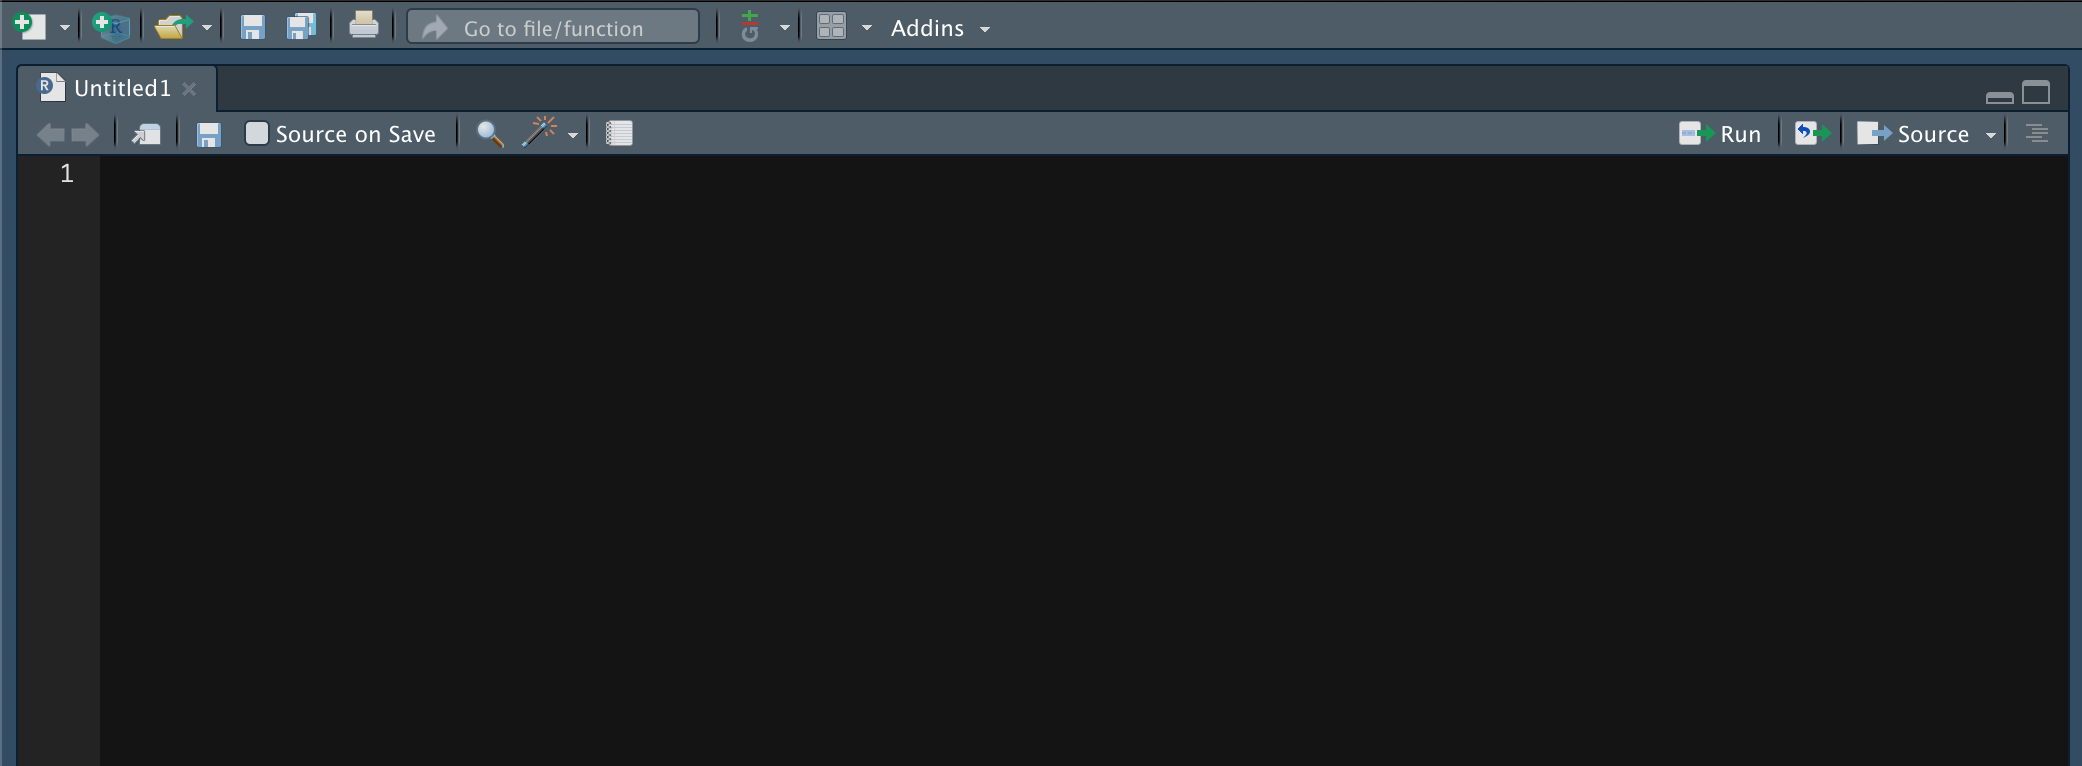 Go to file/function
Addins
Untitled1
Source on Save
Run
Source
1